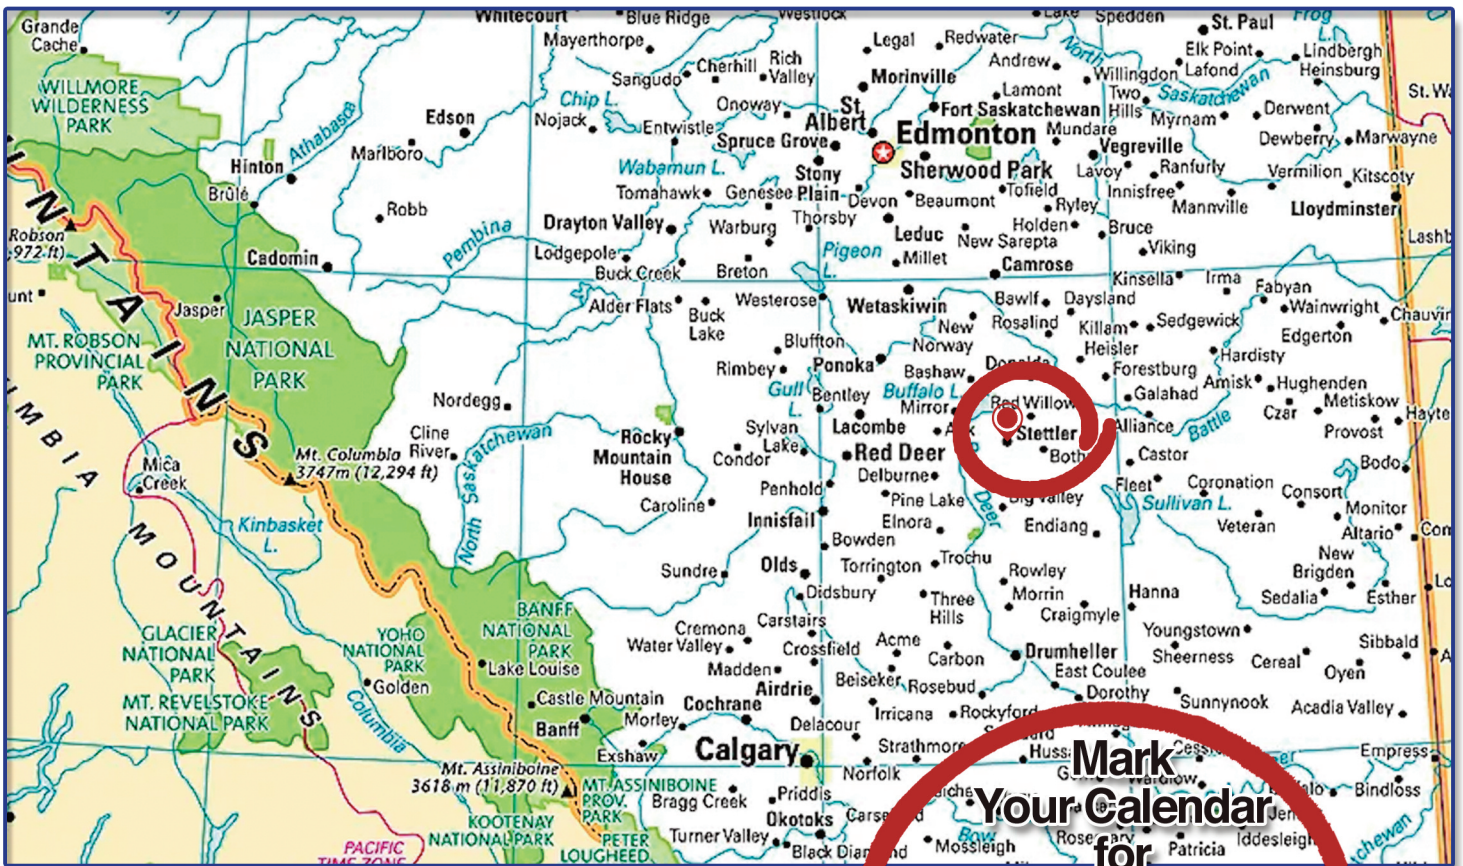 Grande
Cache
Whitecourt
Blue Ridge
Westlock
Lake
Spedden
St. Paul
Frog
L.
Mayerthorpe
Legal
Redwater
North
Elk Point
Lindbergh
Sangudo
Cherhill
Rich
Valley
Andrew
Willingdon
Lafond
Heinsburg
WILLMORE
WILDERNESS
PARK
Morinville
Lamont
Two
Hills
Saskatchewan
Chip L.
Onoway
St.
Albert
Fort Saskatchewan
Myrnam
Derwent
Athabasca
Edson
Nojack
Entwistle
Spruce Grove
Edmonton
Mundare
Dewberry
Marwayne
Marlboro
Vegreville
Hinton
Wabamun L.
Stony
Plain
Sherwood Park
Lavoy
Ranfurly
Vermilion
Kitscoty
Brûlé
Tomahawk
Genesee
Devon
Beaumont
Tofield
Innisfree
Robb
Thorsby
Ryley
Mannville
Lloydminster
Robson
Drayton Valley
Warburg
Leduc
Holden
Bruce
Pembina
Lodgepole
Pigeon
L.
New Sarepta
Viking
Cadomin
Buck Creek
Breton
Millet
Camrose
Kinsella
Irma
Fabyan
Jasper
Alder Flats
Buck
Lake
Westerose
Wetaskiwin
Bawlf
Daysland
Wainwright
JASPER
NATIONAL
PARK
New
Norway
Rosalind
Killam
Sedgewick
Edgerton
MT. ROBSON
PROVINCIAL
PARK
Bluffton
Heisler
Hardisty
Rimbey
Ponoka
Bashaw
Forestburg
Amisk
Hughenden
Nordegg
Gull
L.
Bentley
Buffalo L.
Red Willow
Galahad
Metiskow
Czar
Mirror
Cline
River
Rocky
Mountain
House
Sylvan
Lake
Lacombe
Stettler
Alliance
Battle
Provost
Mt. Columbia
3747m (12,294 ft)
North Saskatchewan
Condor
Red Deer
Castor
Bodo
Mica
Creek
Delburne
Fleet
Coronation
Consort
Penhold
Pine Lake
Big Valley
Sullivan L.
Monitor
Caroline
Deer
Kinbasket
L.
Innisfail
Elnora
Endiang
Veteran
Altario
Bowden
New
Brigden
Sundre
Olds
Torrington
Trochu
Rowley
Didsbury
Three
Hills
Morrin
Hanna
Sedalia
Esther
BANFF
NATIONAL
PARK
Carstairs
Craigmyle
GLACIER
NATIONAL
PARK
YOHO
NATIONAL
PARK
Cremona
Water Valley
Crossfield
Acme
Youngstown
Sibbald
Lake Louise
Madden
Carbon
Drumheller
Sheerness
Cereal
Oyen
Golden
Airdrie
Beiseker
Rosebud
East Coulee
MT. REVELSTOKE
NATIONAL PARK
Castle Mountain
Cochrane
Dorothy
Sunnynook
Acadia Valley
Columbia
Banff
Morley
Delacour
Irricana
Rockyford
MOUNTAINS
Exshaw
Calgary
Strathmore
Empress
Mt. Assiniboine
3618 m (11,870 ft)
Norfolk
Mark
Bindloss
MT. ASSINIBOINE
PROV.
PARK
Bragg Creek
Priddis
Your Calendar
Okotoks
KOOTENAY
NATIONAL PARK
PETER
LOUGHEED
Turner Valley
Black Diamond
Mossleigh
Bow
for
Patricia
Iddesleigh
PACIFIC
TIME ZONE